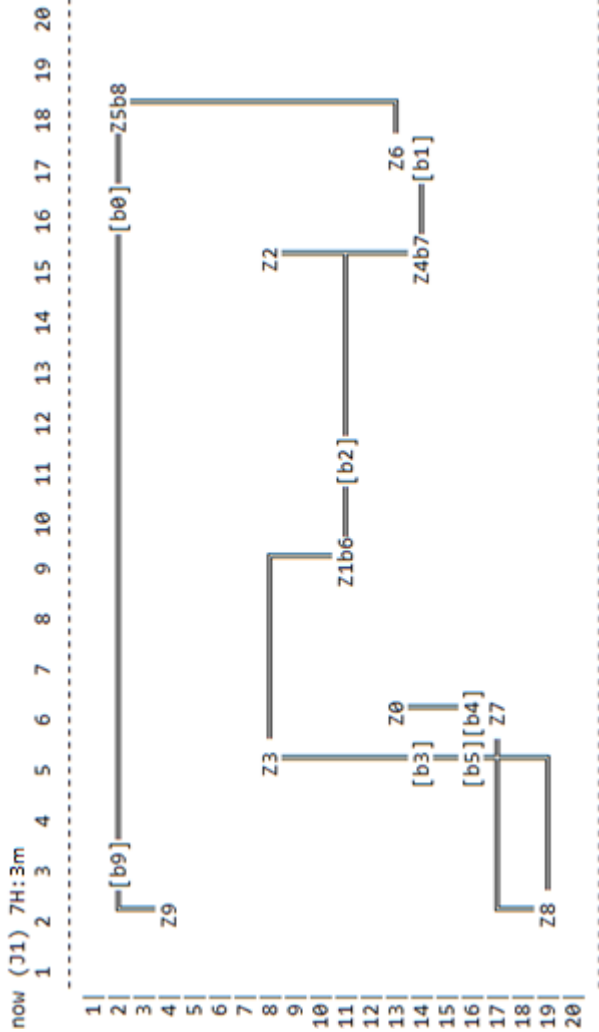 now (J1) 7H:3m
1 2 3 4 5 6 7 8 9 10 11 12 13 14 15 16 17 18 19 20
1|
2| [b9] [b0] Z5b8
3|
4| Z9
5|
6|
7|
8| Z3 Z2
9|
10|
11| Z1b6 [b2]
12|
13| Z0 Z6
14| [b3] Z4b7 [b1]
15|
16| [b5][b4]
17| Z7
18|
19| Z8
20|